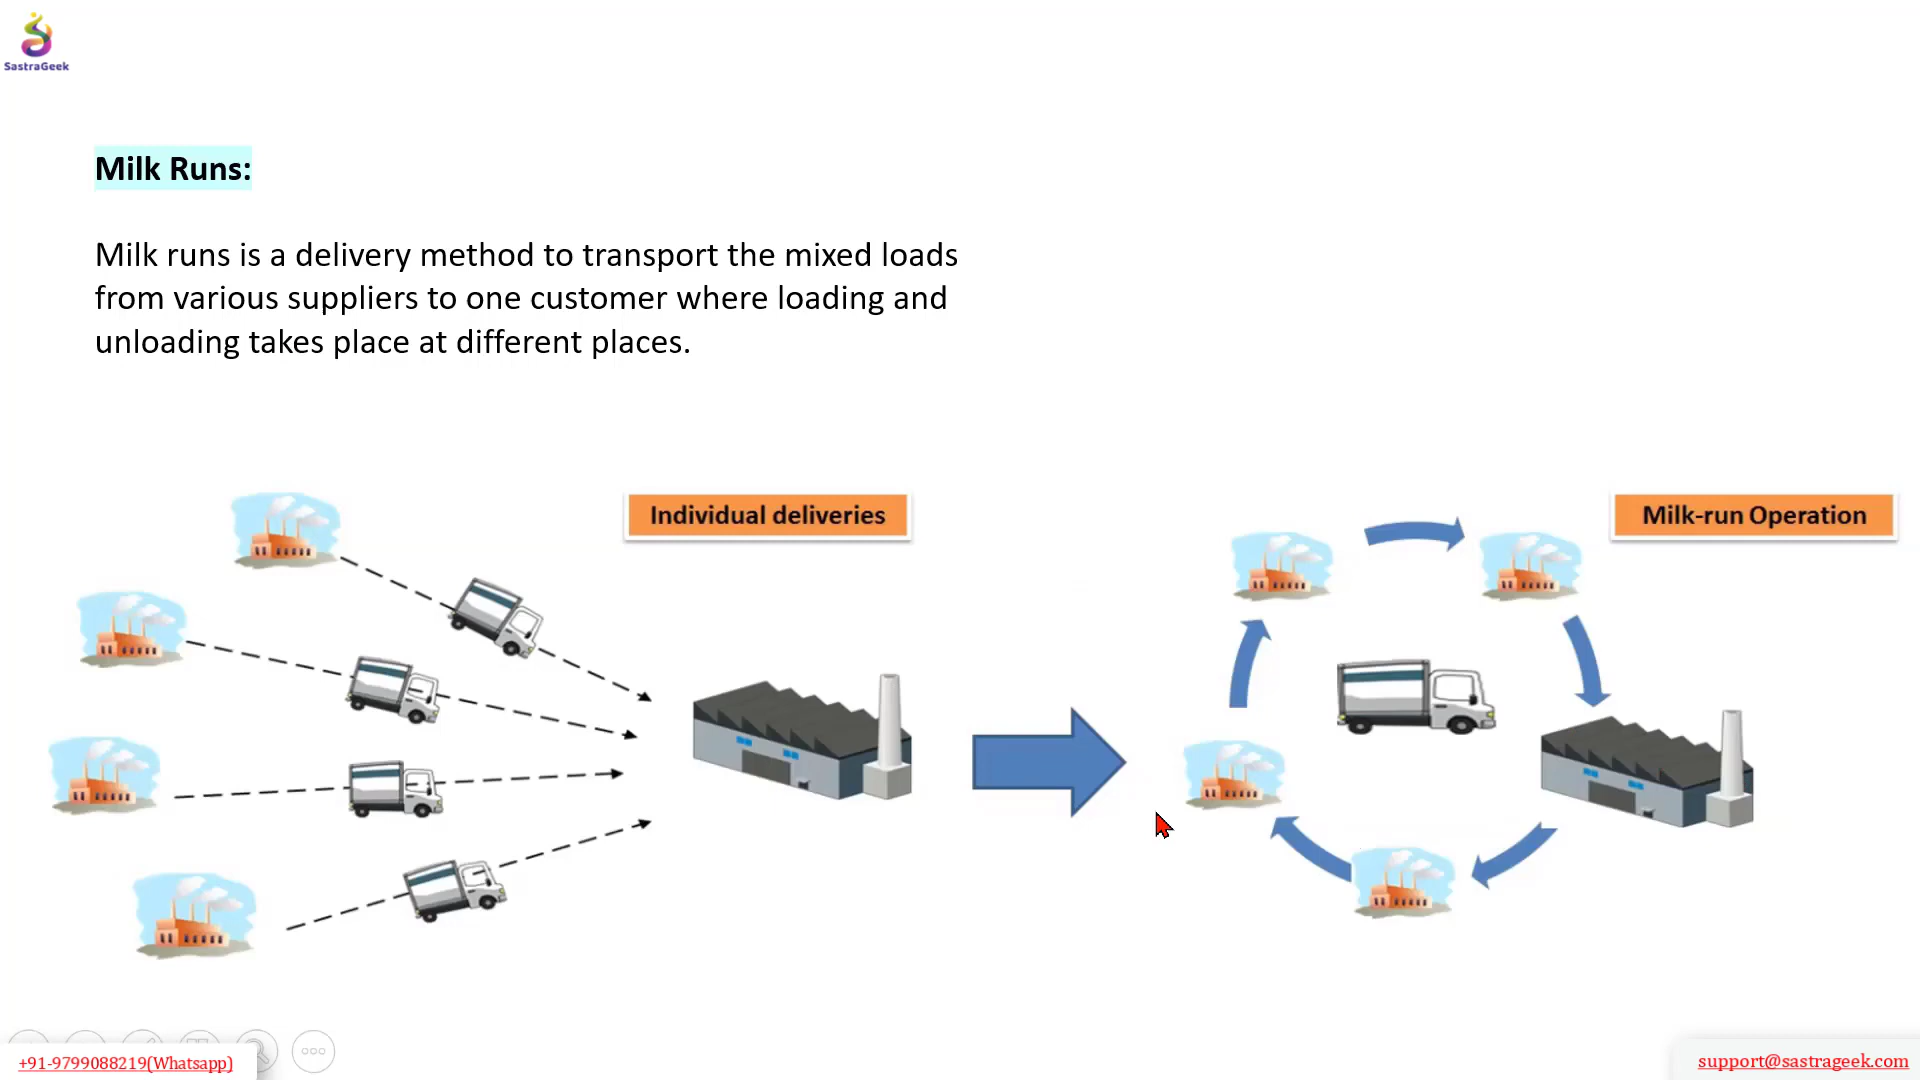 SastraGeek
Milk Runs:
Milk runs is a delivery method to transport the mixed loads
from various suppliers to one customer where loading and
unloading takes place at different places.
Individual deliveries
Milk-run Operation
+91-9799088219(Whatsapp)
support@sastrageek.com